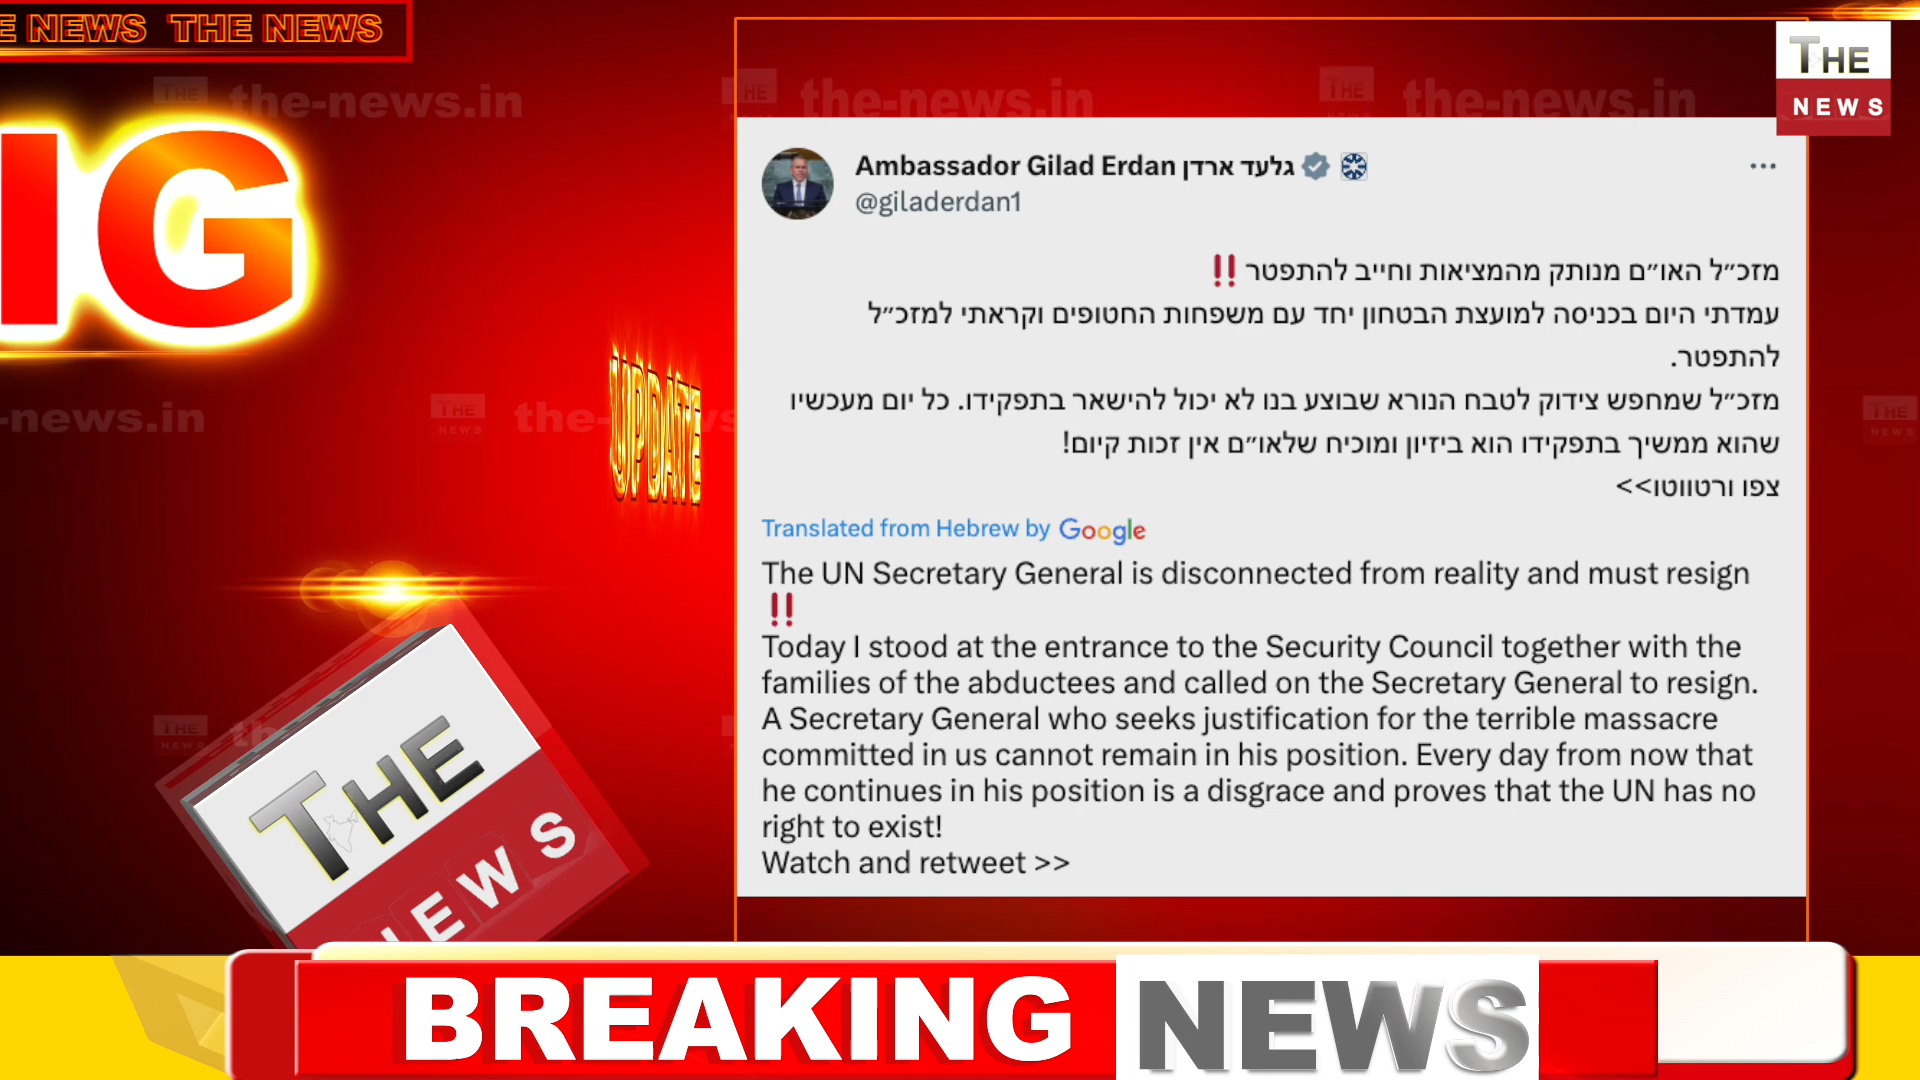 E NEWS THE NEWS
the-news.in
the-news.in
the-news.in
THE
NEWS
IG
Ambassador Gilad Erdan גלעד ארדן
@giladerdan1
מזכ״ל האו״ם מנותק מהמציאות וחייב להתפטר ‼️
עמדתי היום בכניסה למועצת הבטחון יחד עם משפחות החטופים וקראתי למזכ״ל
להתפטר.
מזכ״ל שמחפש צידוק לטבח הנורא שבוצע בנו לא יכול להישאר בתפקידו. כל יום מעכשיו
שהוא ממשיך בתפקידו הוא ביזיון ומוכיח שלאו״ם אין זכות קיום!
צפו ורטווטו>>
Translated from Hebrew by Google
The UN Secretary General is disconnected from reality and must resign
‼️
Today I stood at the entrance to the Security Council together with the
families of the abductees and called on the Secretary General to resign.
A Secretary General who seeks justification for the terrible massacre
committed in us cannot remain in his position. Every day from now that
he continues in his position is a disgrace and proves that the UN has no
right to exist!
Watch and retweet >>
UPDATE
-news.in
THE
NEWS
the-
THE
NEWS
THE
NEWS
THE
EWS
BREAKING NEWS